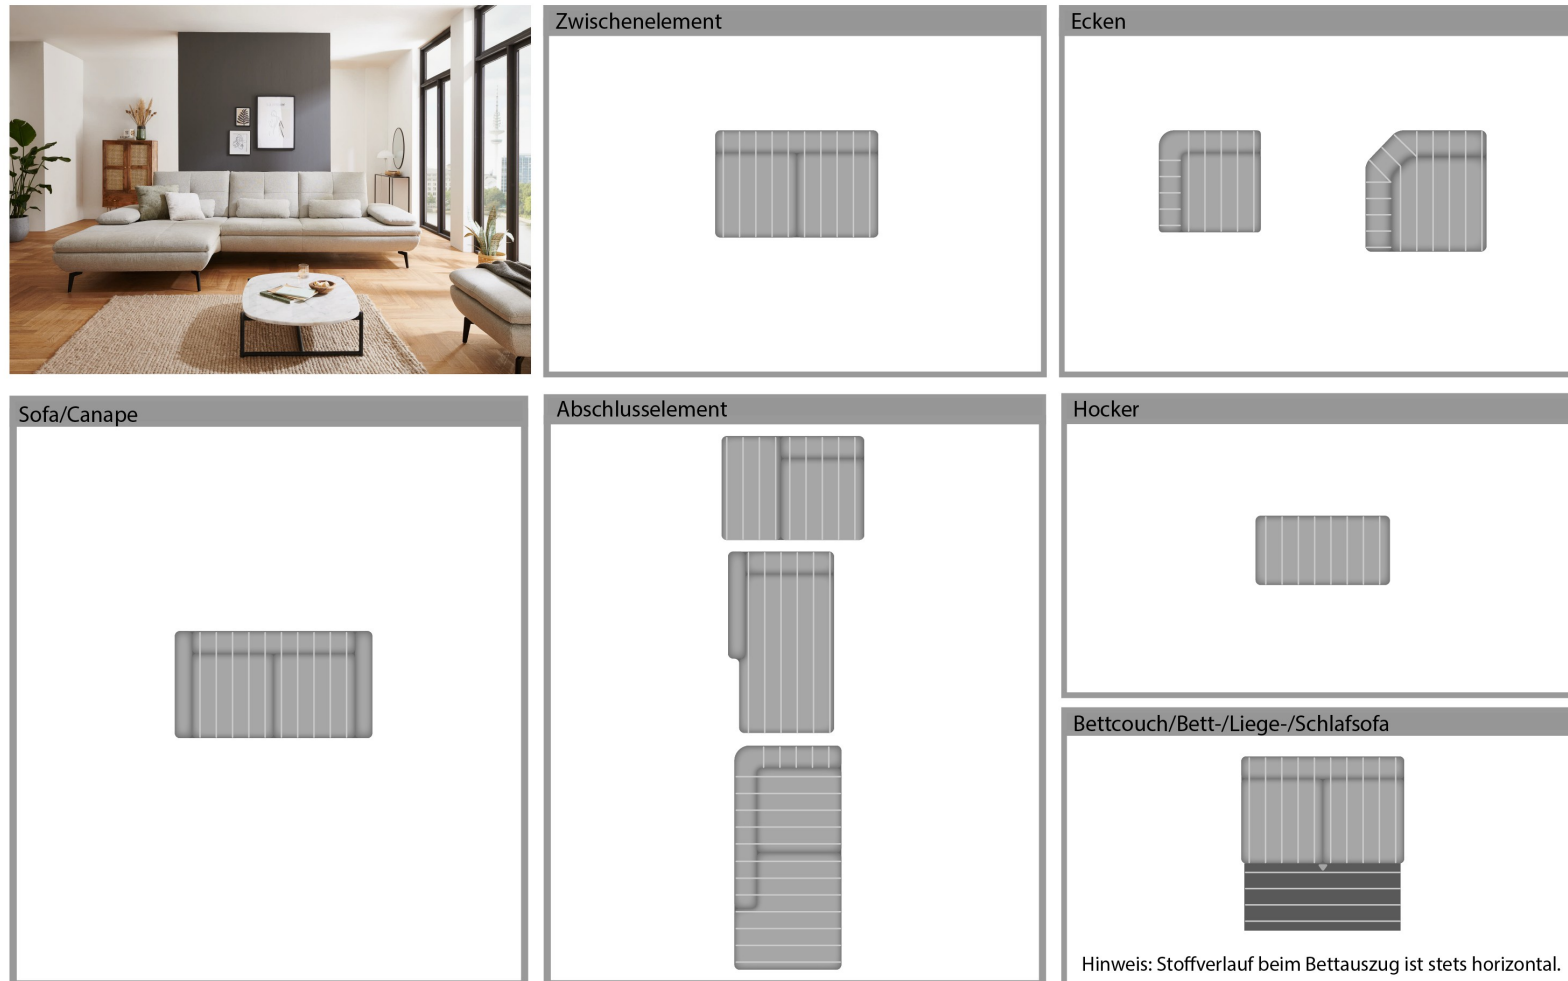 Zwischenelement
Ecken
Sofa/Canape
Abschlusselement
Hocker
Bettcouch/Bett-/Liege-/Schlafsofa
Hinweis: Stoffverlauf beim Bettauszug ist stets horizontal.